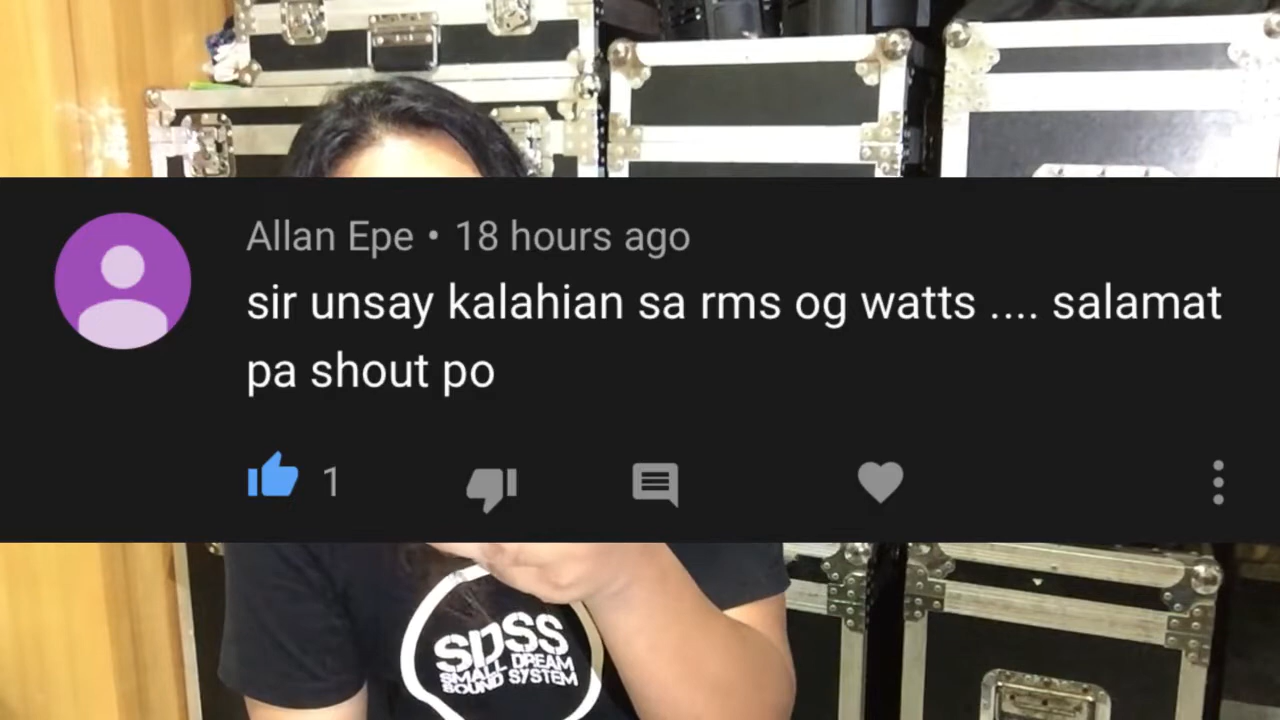 Allan Epe • 18 hours ago
sir unsay kalahian sa rms og watts .... salamat
pa shout po
1
SDSS
SMALL DREAM
SOUND SYSTEM